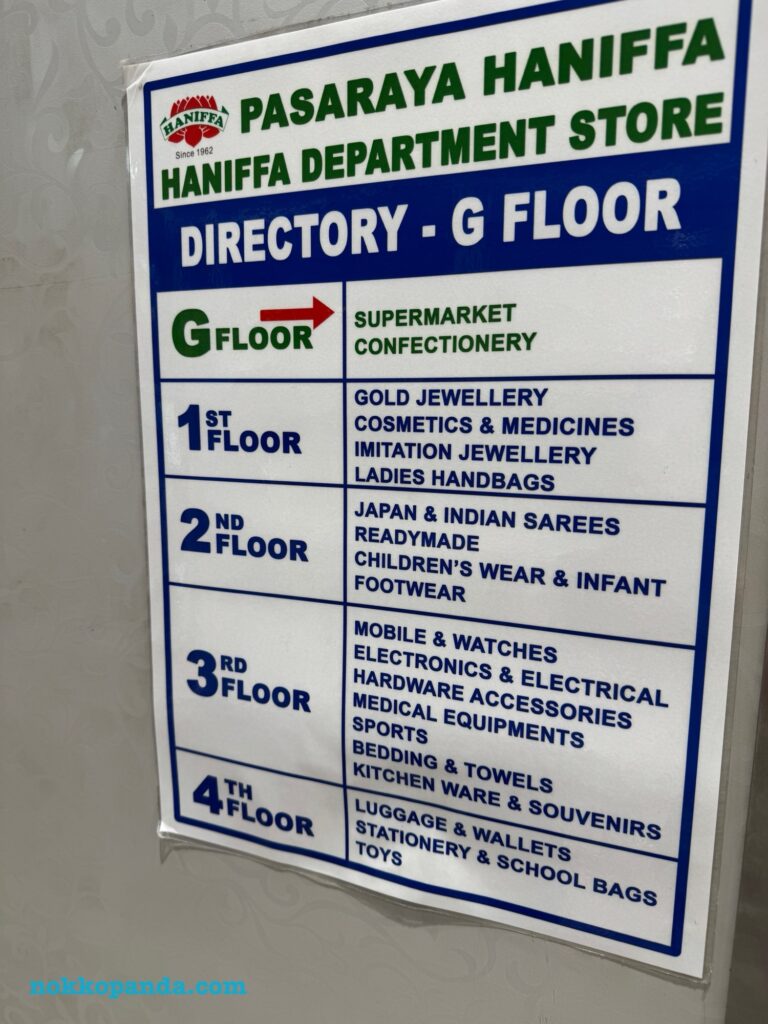 PASARAYA HANIFFA
HANIFFA
Since 1962
HANIFFA DEPARTMENT STORE
DIRECTORY - G FLOOR
G FLOOR
SUPERMARKET
CONFECTIONERY
1ST FLOOR
GOLD JEWELLERY
COSMETICS & MEDICINES
IMITATION JEWELLERY
LADIES HANDBAGS
2ND FLOOR
JAPAN & INDIAN SAREES
READYMADE
CHILDREN'S WEAR & INFANT
FOOTWEAR
3RD FLOOR
MOBILE & WATCHES
ELECTRONICS & ELECTRICAL
HARDWARE ACCESSORIES
MEDICAL EQUIPMENTS
SPORTS
BEDDING & TOWELS
KITCHEN WARE & SOUVENIRS
4TH FLOOR
LUGGAGE & WALLETS
STATIONERY & SCHOOL BAGS
TOYS
nokkopanda.com